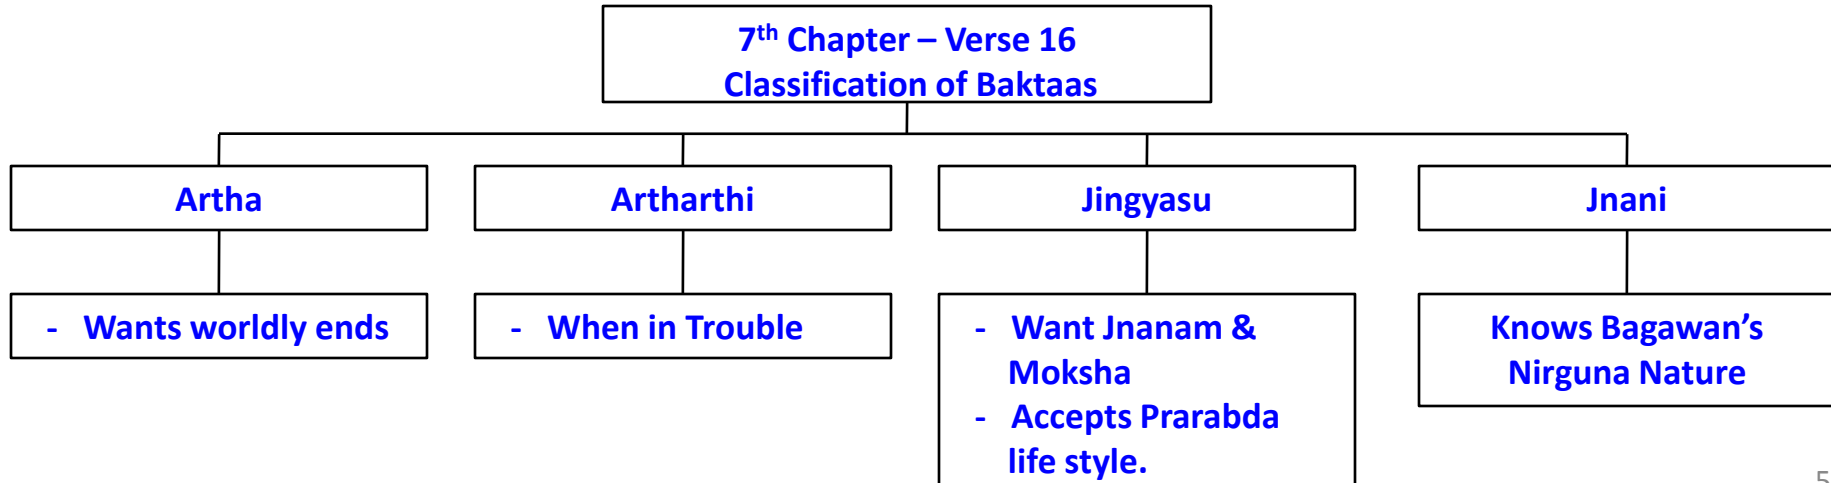 7th Chapter – Verse 16
Classification of Baktaas
Artha
Artharthi
Jingyasu
Jnani
- Wants worldly ends
- When in Trouble
- Want Jnanam &
Moksha
- Accepts Prarabda
life style.
Knows Bagawan's
Nirguna Nature
5